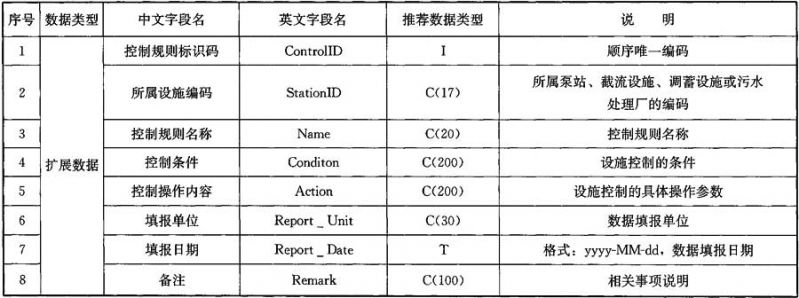 序号 数据类型 中文字段名 英文字段名 推荐数据类型 说 明
1 控制规则标识码 ControlID I 顺序唯一编码
2 所属设施编码 StationID C(17) 所属泵站、截流设施、调蓄设施或污水
处理厂的编码
3 控制规则名称 Name C(20) 控制规则名称
4 扩展数据 控制条件 Conditon C(200) 设施控制的条件
5 控制操作内容 Action C(200) 设施控制的具体操作参数
6 填报单位 Report _ Unit C(30) 数据填报单位
7 填报日期 Report _ Date T 格式：yyyy-MM-dd，数据填报日期
8 备注 Remark C(100) 相关事项说明